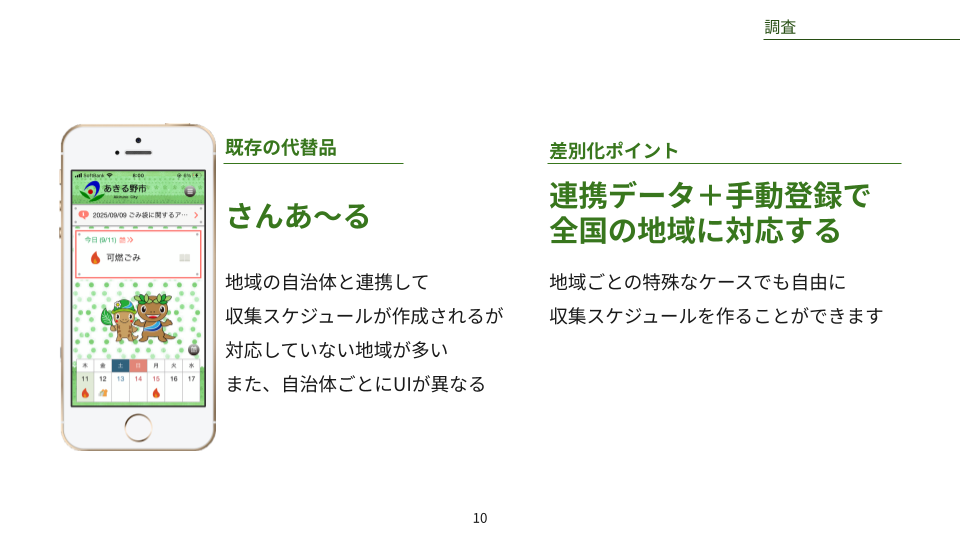 調査
既存の代替品
さんあ〜る
地域の自治体と連携して
収集スケジュールが作成されるが
対応していない地域が多い
また、自治体ごとにUIが異なる
SoftBank 6:00
あきる野市
Akiruno City
2025/09/09 ごみ袋に関するア…
今日 (9/11)
可燃ごみ
木 金 土 日 月 火 水
11 12 13 14 15 16 17
差別化ポイント
連携データ＋手動登録で
全国の地域に対応する
地域ごとの特殊なケースでも自由に
収集スケジュールを作ることができます
10